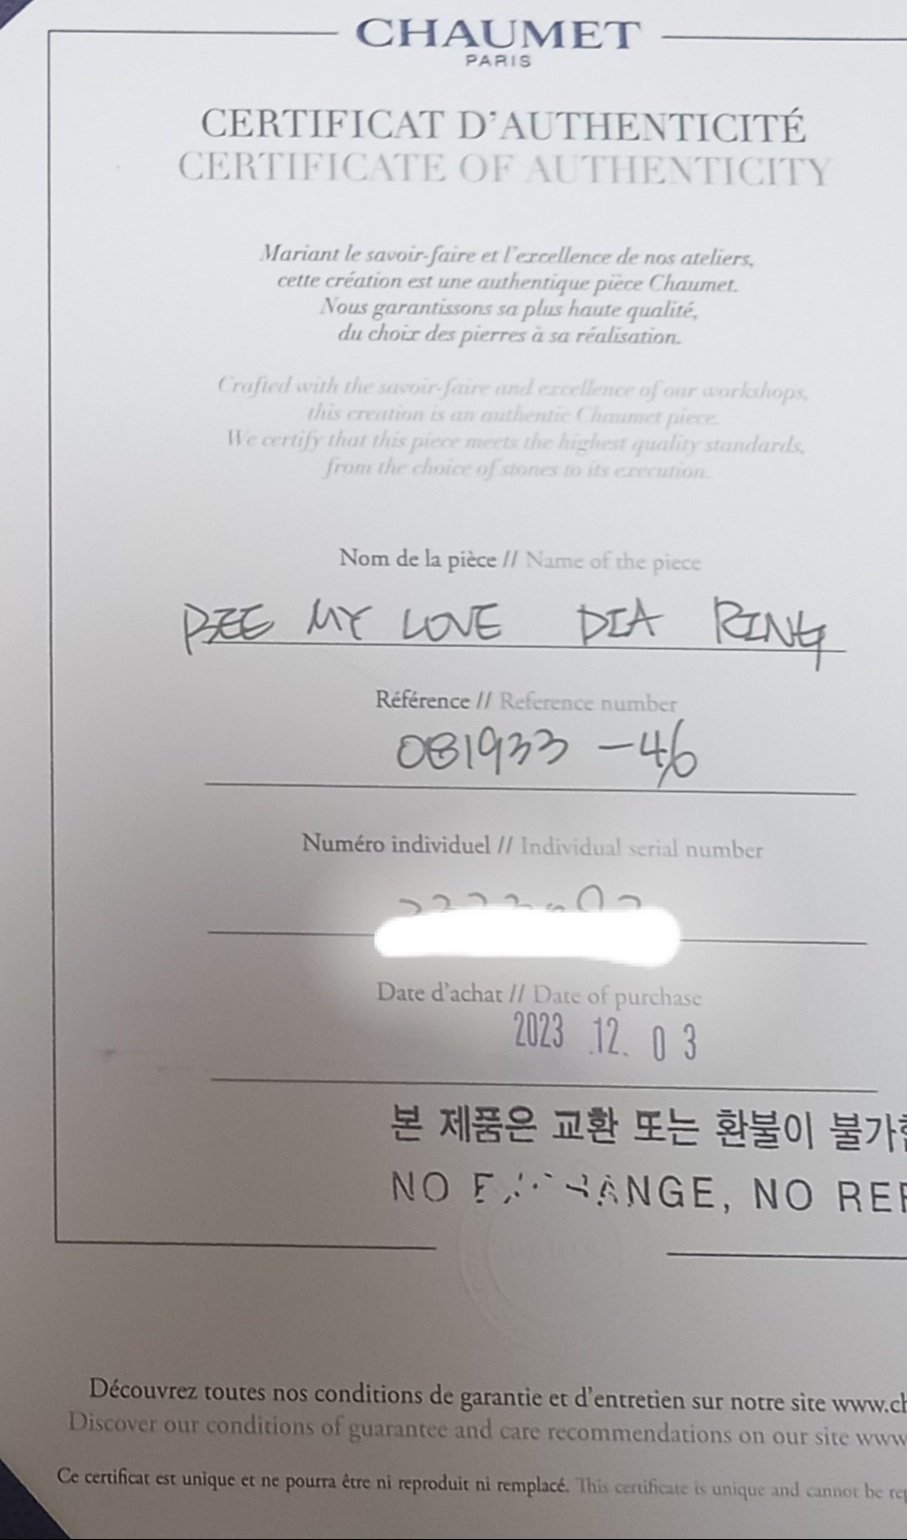 CHAUMET
PARIS
CERTIFICAT D'AUTHENTICITÉ
CERTIFICATE OF AUTHENTICITY
Mariant le savoir-faire et l'excellence de nos ateliers,
cette création est une authentique pièce Chaumet.
Nous garantissons sa plus haute qualité,
du choix des pierres à sa réalisation.
Crafted with the savoir-faire and excellence of our workshops,
this creation is an authentic Chaumet piece.
We certify that this piece meets the highest quality standards,
from the choice of stones to its execution.
Nom de la pièce // Name of the piece
BEE MY LOVE DIA RING
Référence // Reference number
081933 -46
Numéro individuel // Individual serial number
Date d'achat // Date of purchase
2023 .12. 03
본 제품은 교환 또는 환불이 불가
NO NGE, NO REF
Découvrez toutes nos conditions de garantie et d'entretien sur notre site www.ch
Discover our conditions of guarantee and care recommendations on our site www
Ce certificat est unique et ne pourra être ni reproduit ni remplacé. This certificate is unique and cannot be rep